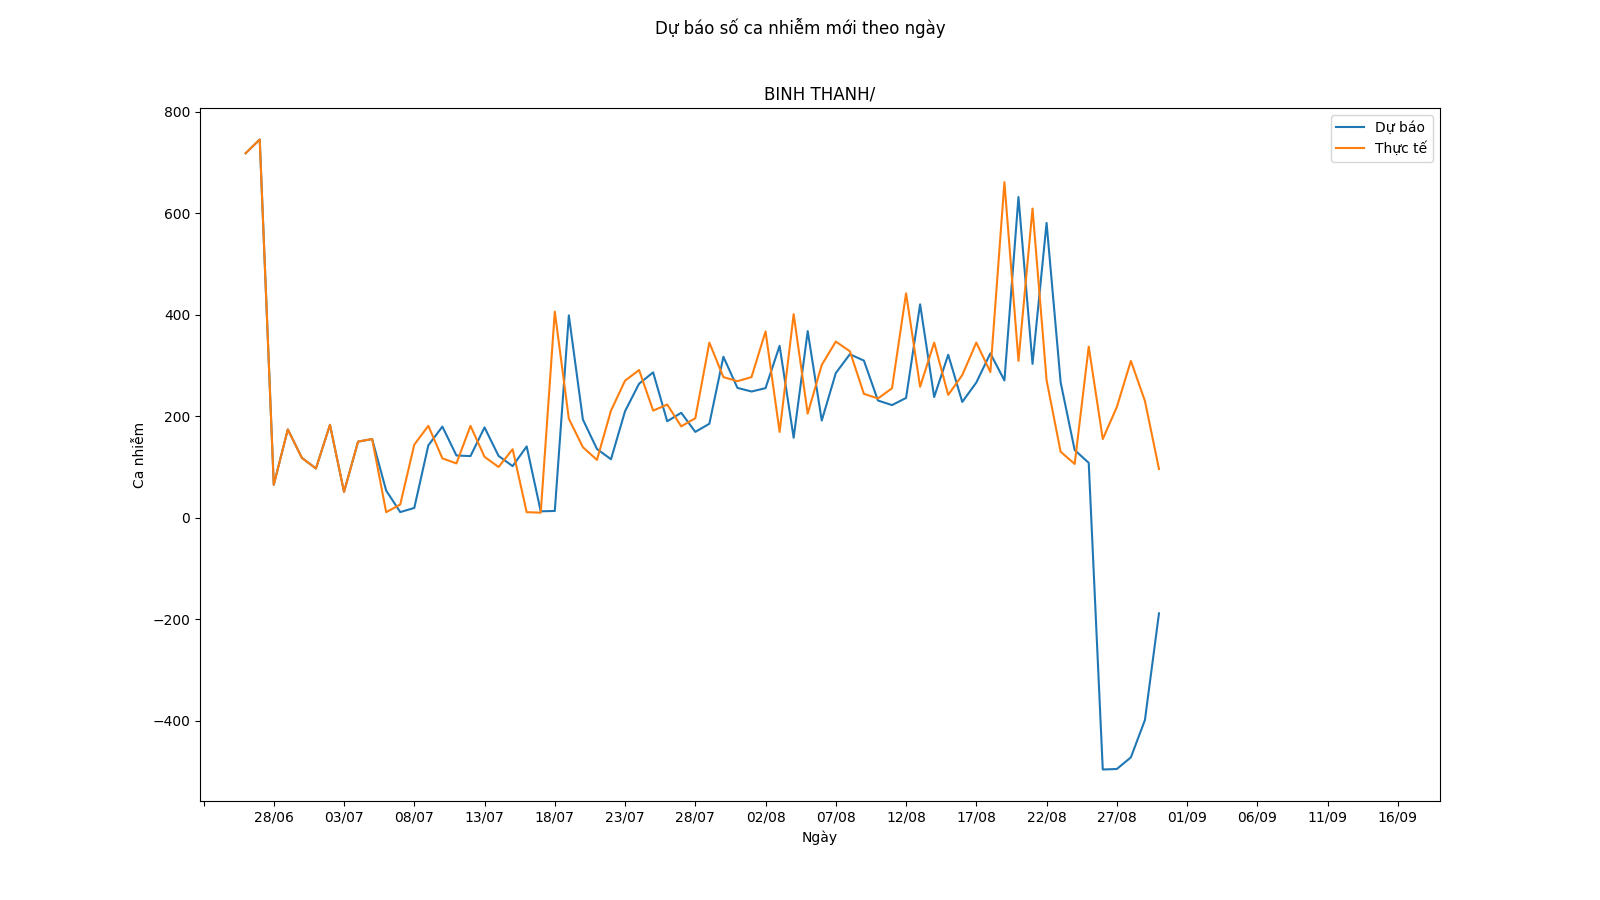 Dự báo số ca nhiễm mới theo ngày
BINH THANH/
Dự báo
Thực tế
800
600
400
200
0
−200
−400
Ca nhiễm
28/06 03/07 08/07 13/07 18/07 23/07 28/07 02/08 07/08 12/08 17/08 22/08 27/08 01/09 06/09 11/09 16/09
Ngày